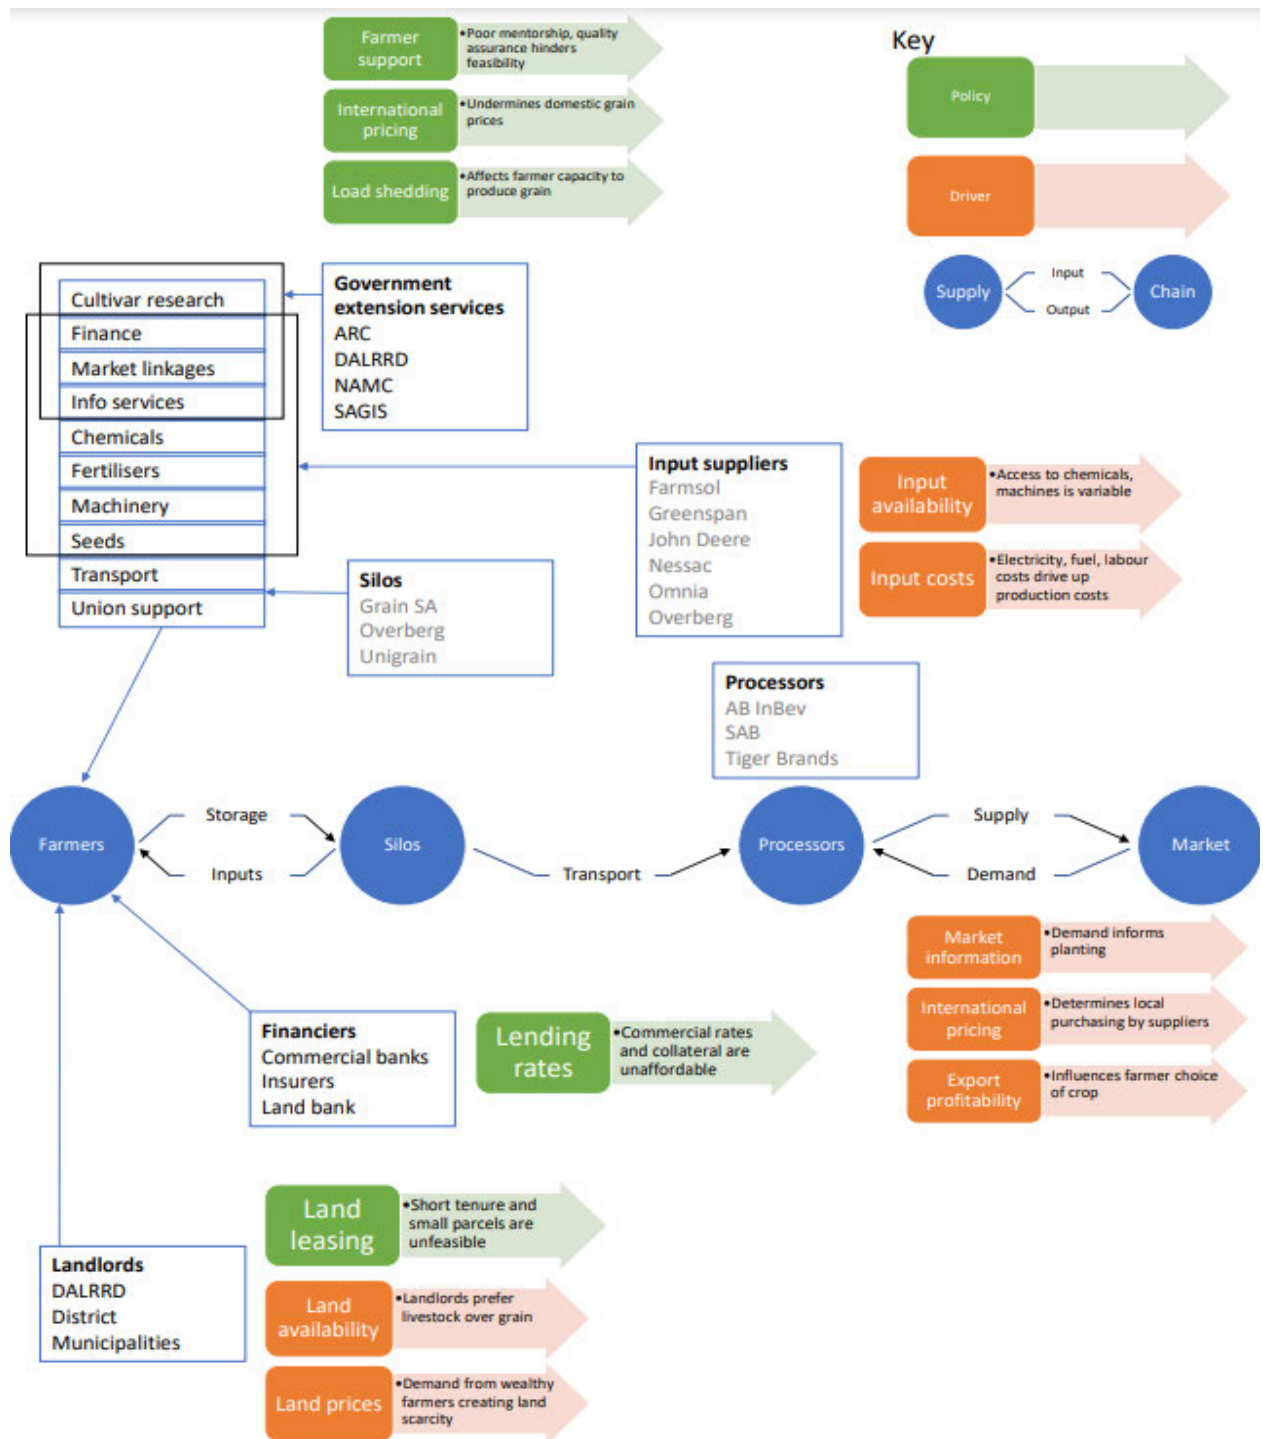 Farmer
support
•Poor mentorship, quality
assurance hinders
feasibility
International
pricing
•Undermines domestic grain
prices
Load shedding
•Affects farmer capacity to
produce grain
Key
Policy
Driver
Supply
Input
Output
Chain
Cultivar research
Finance
Market linkages
Info services
Chemicals
Fertilisers
Machinery
Seeds
Transport
Union support
Government
extension services
ARC
DALRRD
NAMC
SAGIS
Input suppliers
Farmsol
Greenspan
John Deere
Nessac
Omnia
Overberg
Input
availability
•Access to chemicals,
machines is variable
Input costs
•Electricity, fuel, labour
costs drive up
production costs
Silos
Grain SA
Overberg
Unigrain
Processors
AB InBev
SAB
Tiger Brands
Farmers
Storage
Inputs
Silos
Transport
Processors
Supply
Demand
Market
Market
information
•Demand informs
planting
International
pricing
•Determines local
purchasing by suppliers
Export
profitability
•Influences farmer choice
of crop
Financiers
Commercial banks
Insurers
Land bank
Lending
rates
•Commercial rates
and collateral are
unaffordable
Land
leasing
•Short tenure and
small parcels are
unfeasible
Landlords
DALRRD
District
Municipalities
Land
availability
•Landlords prefer
livestock over grain
Land prices
•Demand from wealthy
farmers creating land
scarcity